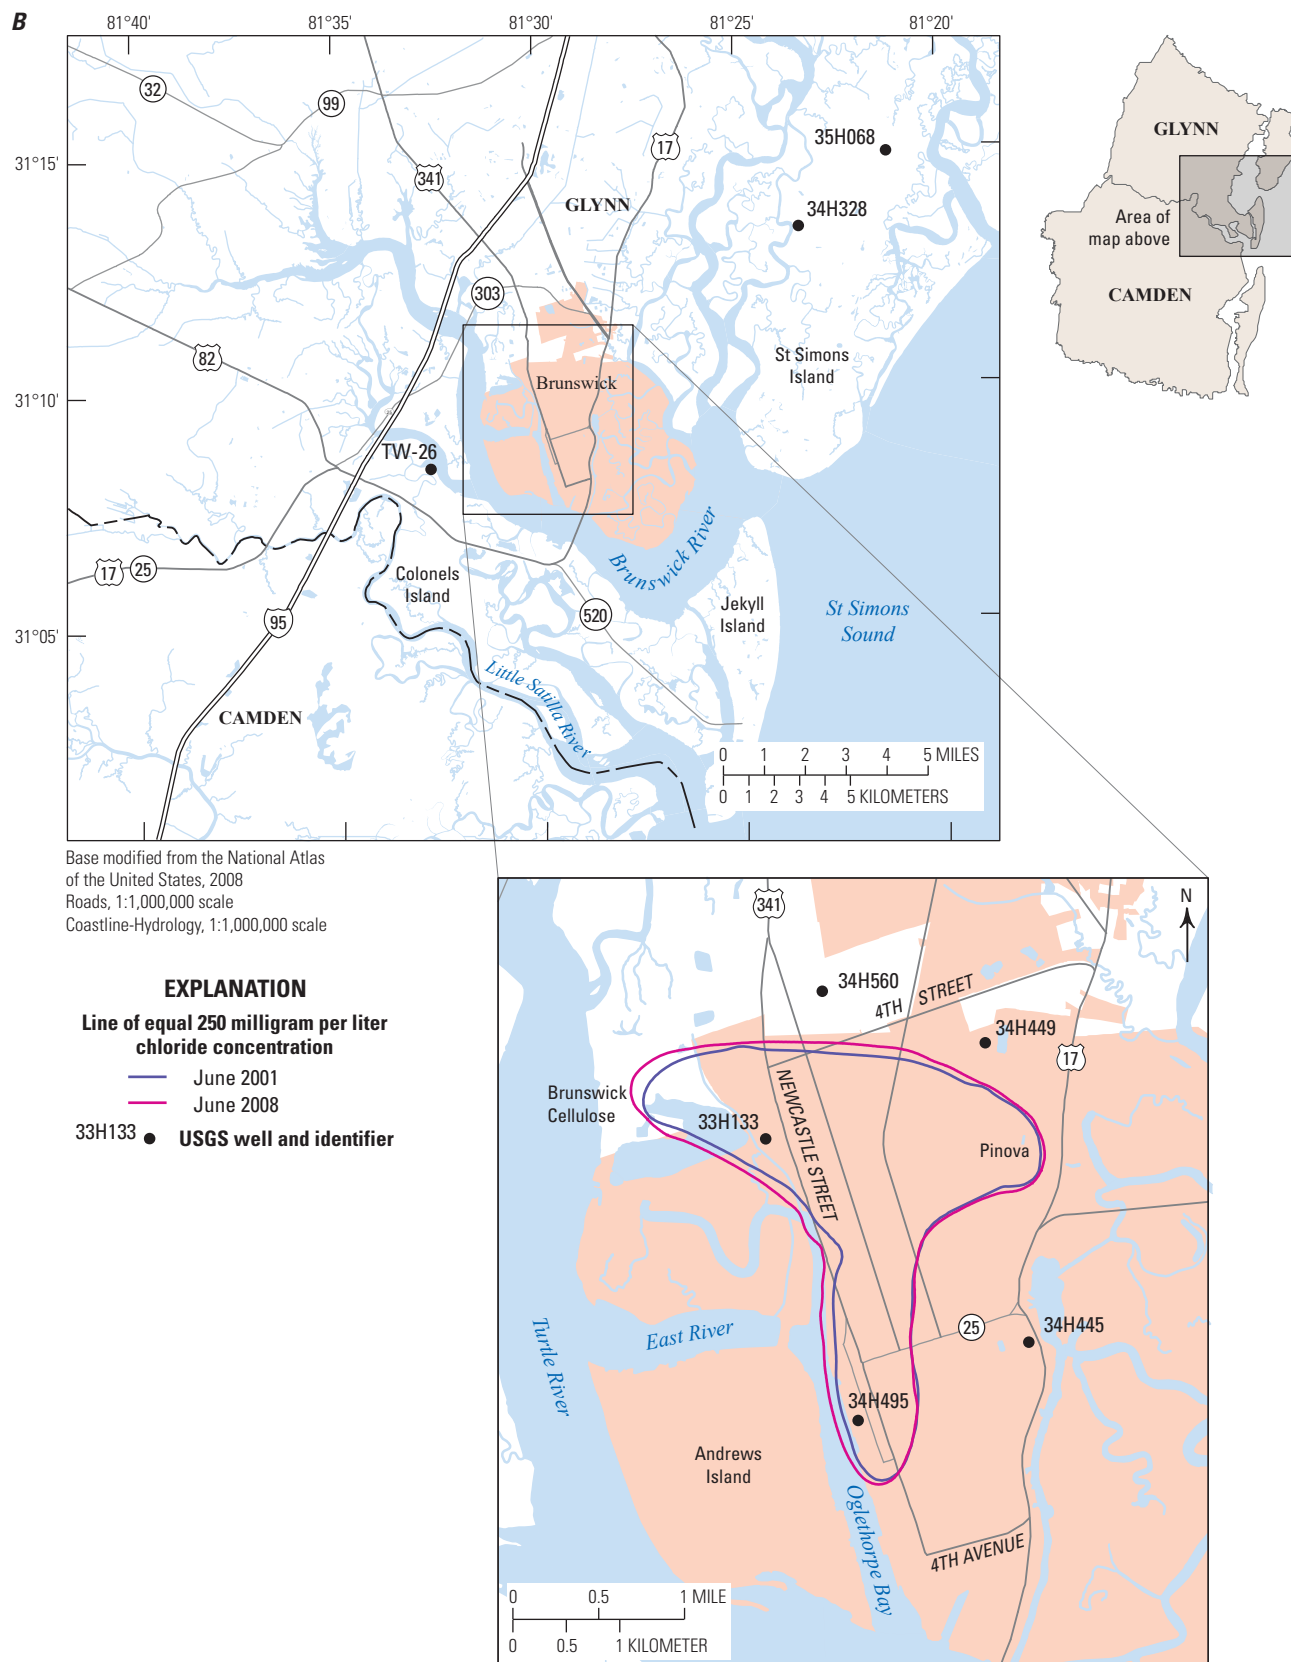 B
81°40'
81°35'
81°30'
81°25'
81°20'
31°15'
31°10'
31°05'
32
99
341
17
GLYNN
35H068
34H328
303
82
Brunswick
St Simons
Island
TW-26
Brunswick River
17
25
Colonels
Island
95
520
Jekyll
Island
St Simons
Sound
Little Satilla River
CAMDEN
0 1 2 3 4 5 MILES
0 1 2 3 4 5 KILOMETERS
GLYNN
Area of
map above
CAMDEN
Base modified from the National Atlas
of the United States, 2008
Roads, 1:1,000,000 scale
Coastline-Hydrology, 1:1,000,000 scale
EXPLANATION
Line of equal 250 milligram per liter
chloride concentration
June 2001
June 2008
33H133
USGS well and identifier
341
N
34H560
4TH STREET
34H449
17
Brunswick
Cellulose
33H133
NEWCASTLE STREET
Pinova
Turtle River
East River
25
34H445
34H495
Andrews
Island
Oglethorpe Bay
4TH AVENUE
0 0.5 1 MILE
0 0.5 1 KILOMETER